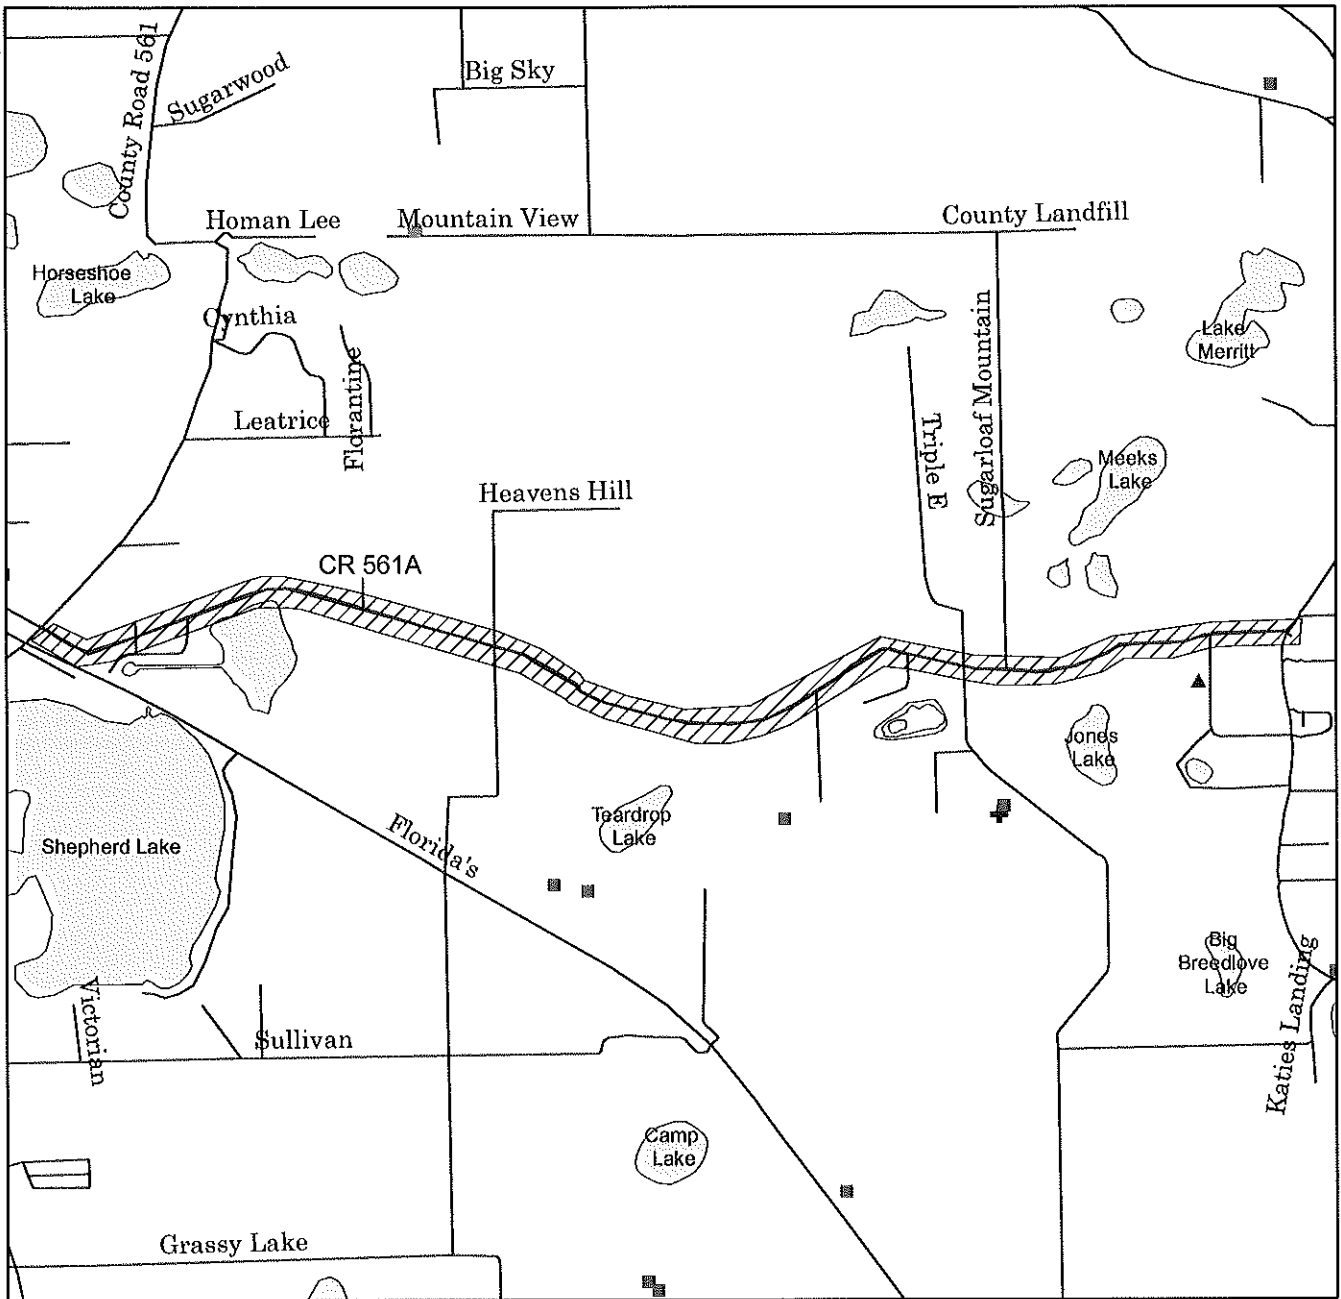 County Road 561
Sugarwood
Big Sky
Homan Lee
Mountain View
County Landfill
Horseshoe
Lake
Cynthia
Florantine
Leatrice
Lake
Merritt
Sugarloaf Mountain
Triple E
Meeks
Lake
Heavens Hill
CR 561A
Jones
Lake
Teardrop
Lake
Shepherd Lake
Florida's
Big
Breedlove
Lake
Katies Landing
Victorian
Sullivan
Camp
Lake
Grassy Lake